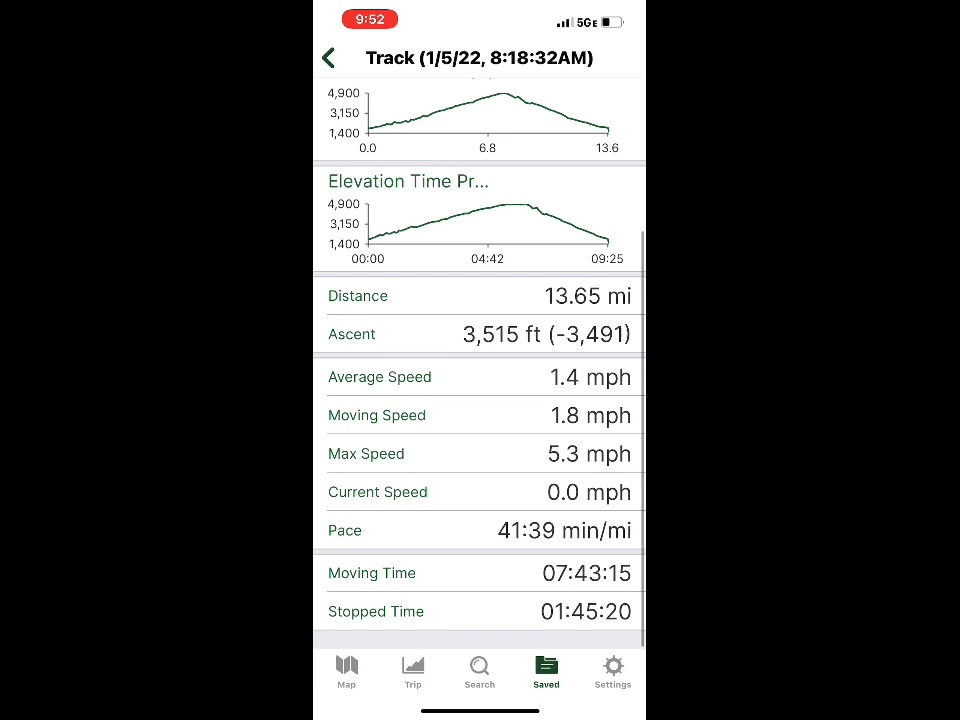 9:52
5GE
Track (1/5/22, 8:18:32AM)
4,900
3,150
1,400
0.0 6.8 13.6
Elevation Time Pr...
4,900
3,150
1,400
00:00 04:42 09:25
Distance 13.65 mi
Ascent 3,515 ft (-3,491)
Average Speed 1.4 mph
Moving Speed 1.8 mph
Max Speed 5.3 mph
Current Speed 0.0 mph
Pace 41:39 min/mi
Moving Time 07:43:15
Stopped Time 01:45:20
Map Trip Search Saved Settings